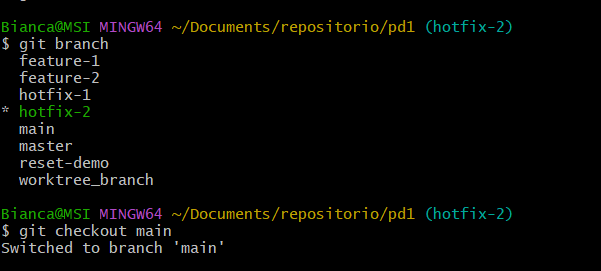 Bianca@MSI MINGW64 ~/Documents/repositorio/pd1 (hotfix-2)
$ git branch
  feature-1
  feature-2
  hotfix-1
* hotfix-2
  main
  master
  reset-demo
  worktree_branch
Bianca@MSI MINGW64 ~/Documents/repositorio/pd1 (hotfix-2)
$ git checkout main
Switched to branch 'main'